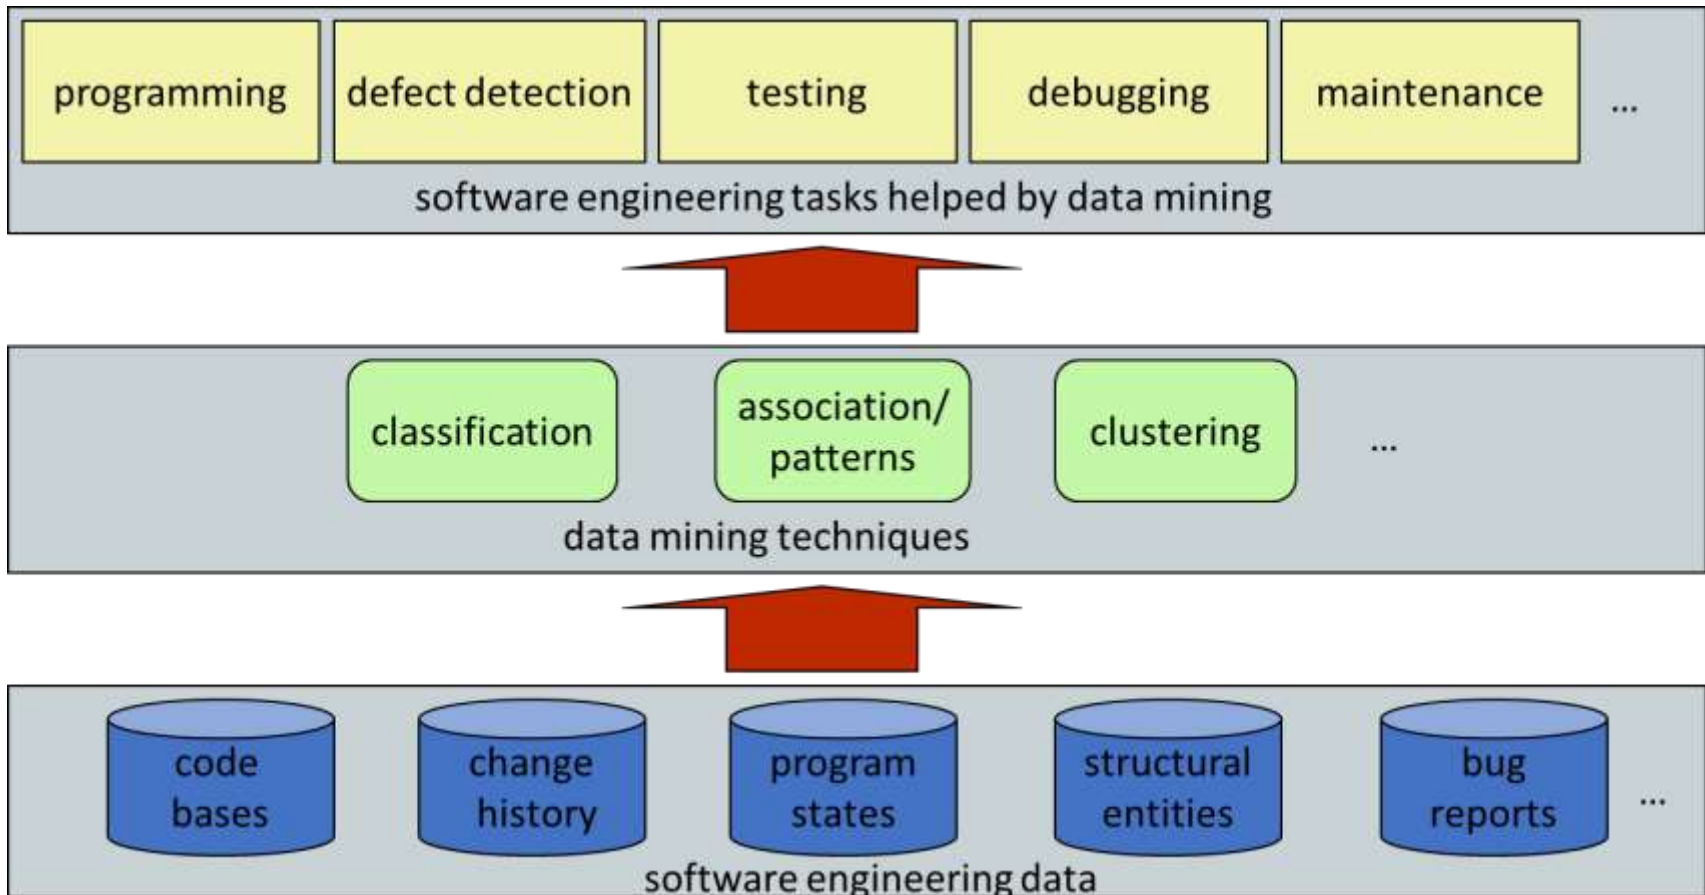 programming defect detection testing debugging maintenance ...
software engineering tasks helped by data mining
classification association/ patterns clustering ...
data mining techniques
code bases change history program states structural entities bug reports ...
software engineering data